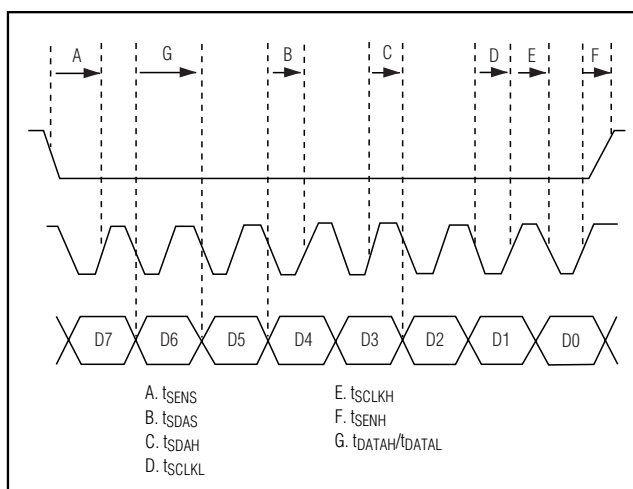 A G B C D E F
D7 D6 D5 D4 D3 D2 D1 D0
A. tSENS
B. tSDAS
C. tSDAH
D. tSCLKL
E. tSCLKH
F. tSENH
G. tDATAH/tDATAL